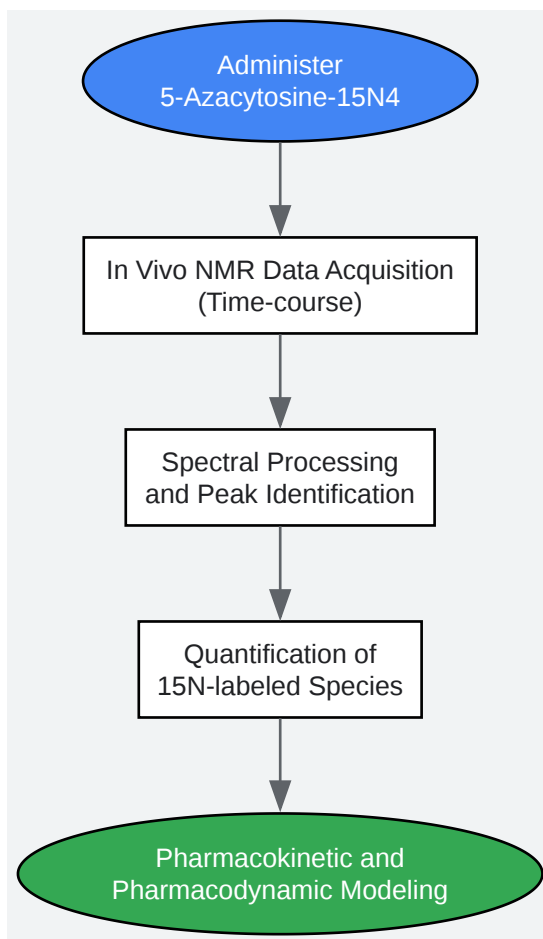 Administer
5-Azacytosine-15N4
In Vivo NMR Data Acquisition
(Time-course)
Spectral Processing
and Peak Identification
Quantification of
15N-labeled Species
Pharmacokinetic and
Pharmacodynamic Modeling